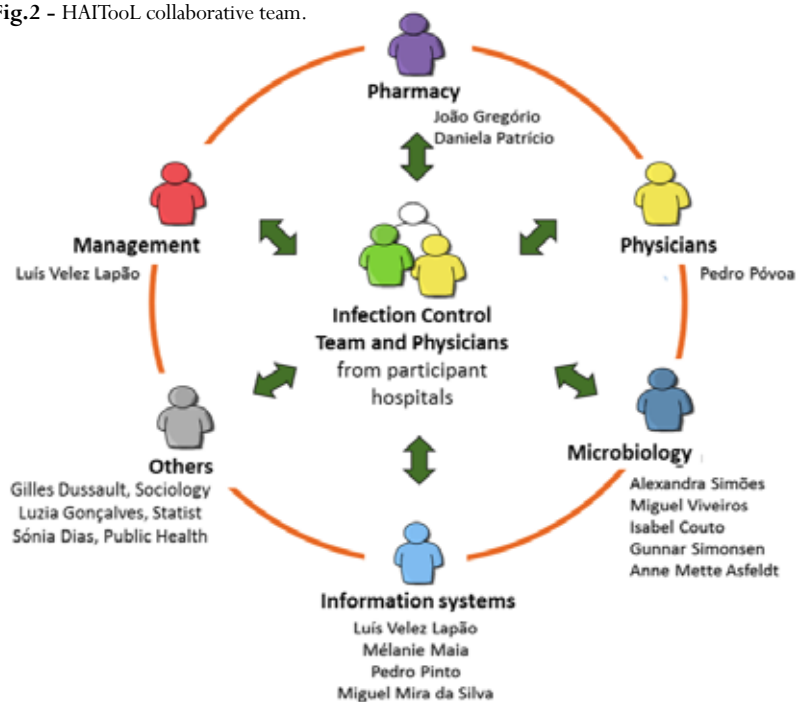 Fig.2 - HAITooL collaborative team.
Pharmacy
João Gregório
Daniela Patrício
Management
Luís Velez Lapão
Physicians
Pedro Póvoa
Infection Control
Team and Physicians
from participant
hospitals
Others
Gilles Dussault, Sociology
Luzia Gonçalves, Statist
Sónia Dias, Public Health
Microbiology
Alexandra Simões
Miguel Viveiros
Isabel Couto
Gunnar Simonsen
Anne Mette Asfeldt
Information systems
Luís Velez Lapão
Mélanie Maia
Pedro Pinto
Miguel Mira da Silva